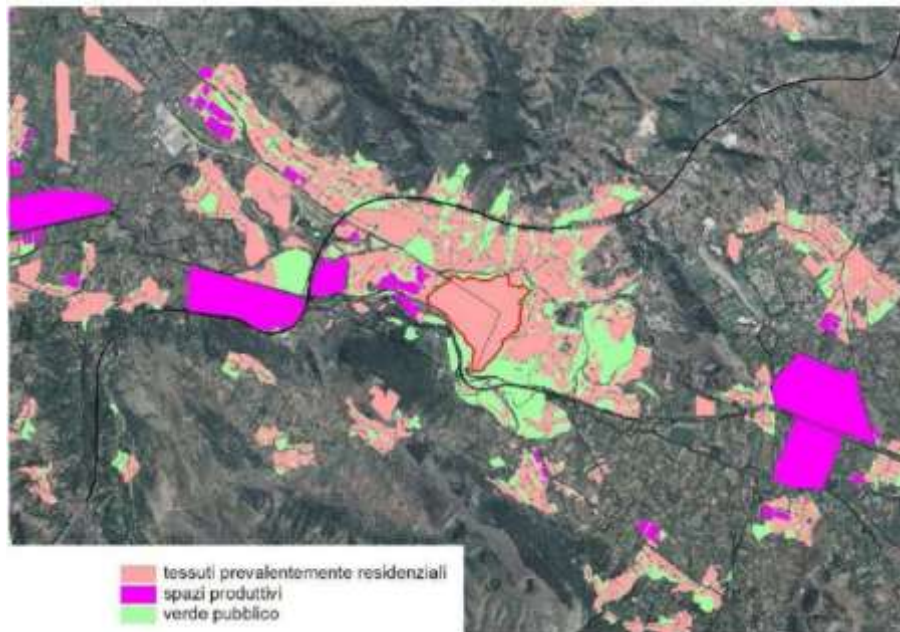 tessuti prevalentemente residenziali
spazi produttivi
verde pubblico